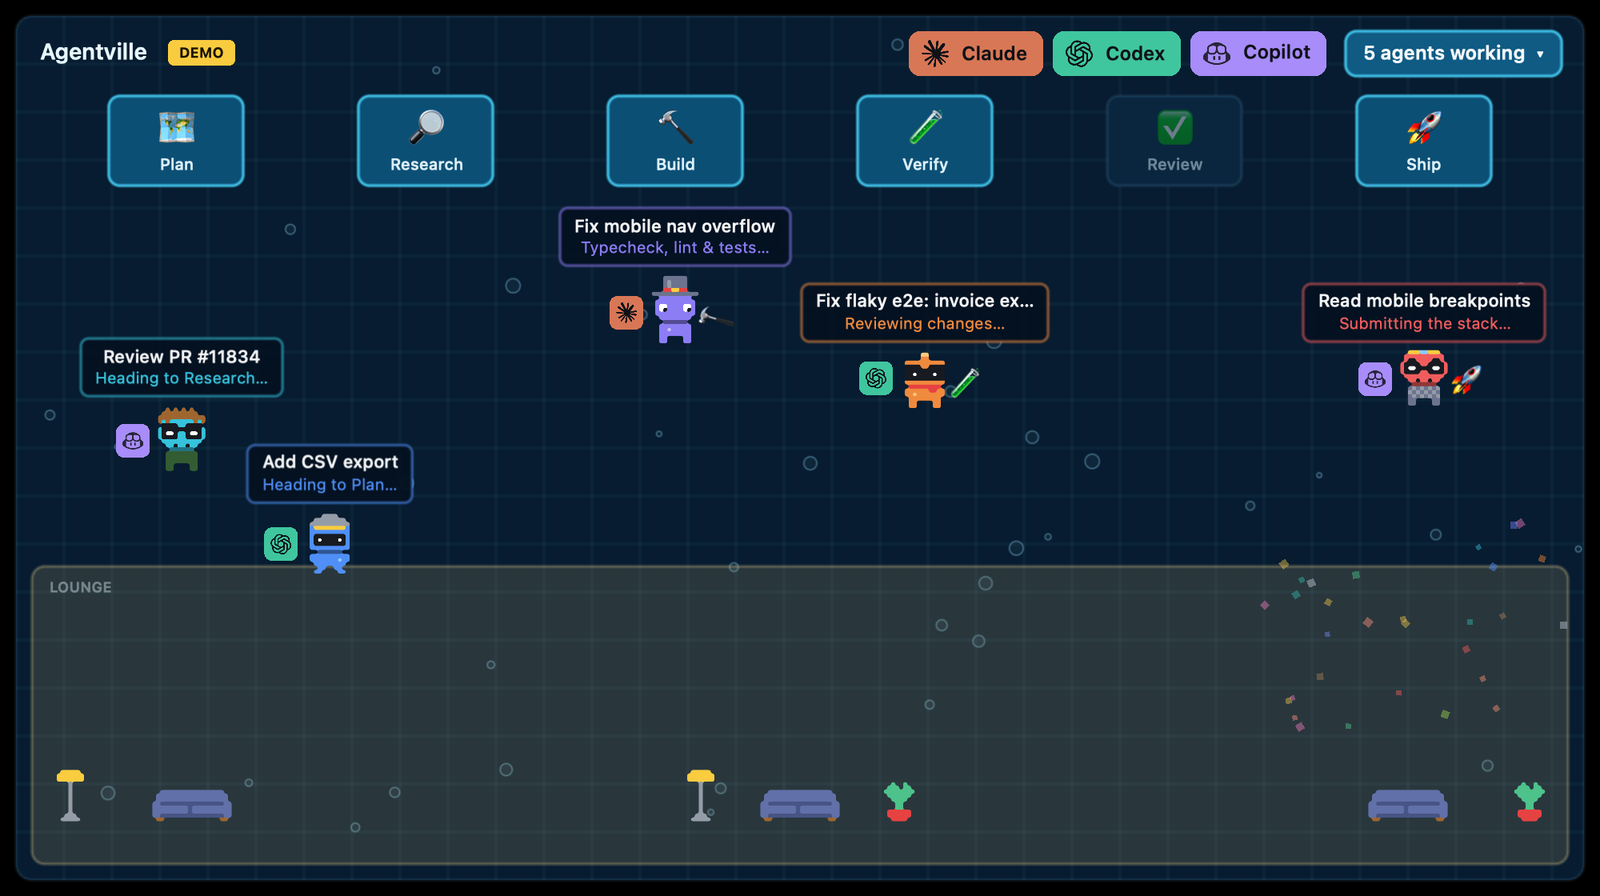 Agentville
DEMO
Claude
Codex
Copilot
5 agents working
Plan
Research
Build
Verify
Review
Ship
Fix mobile nav overflow
Typecheck, lint & tests...
Fix flaky e2e: invoice ex...
Reviewing changes...
Read mobile breakpoints
Submitting the stack...
Review PR #11834
Heading to Research...
Add CSV export
Heading to Plan...
LOUNGE